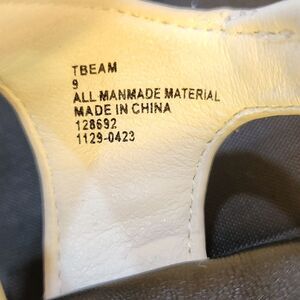 TBEAM
9
ALL MANMADE MATERIAL
MADE IN CHINA
128692
1129-0423